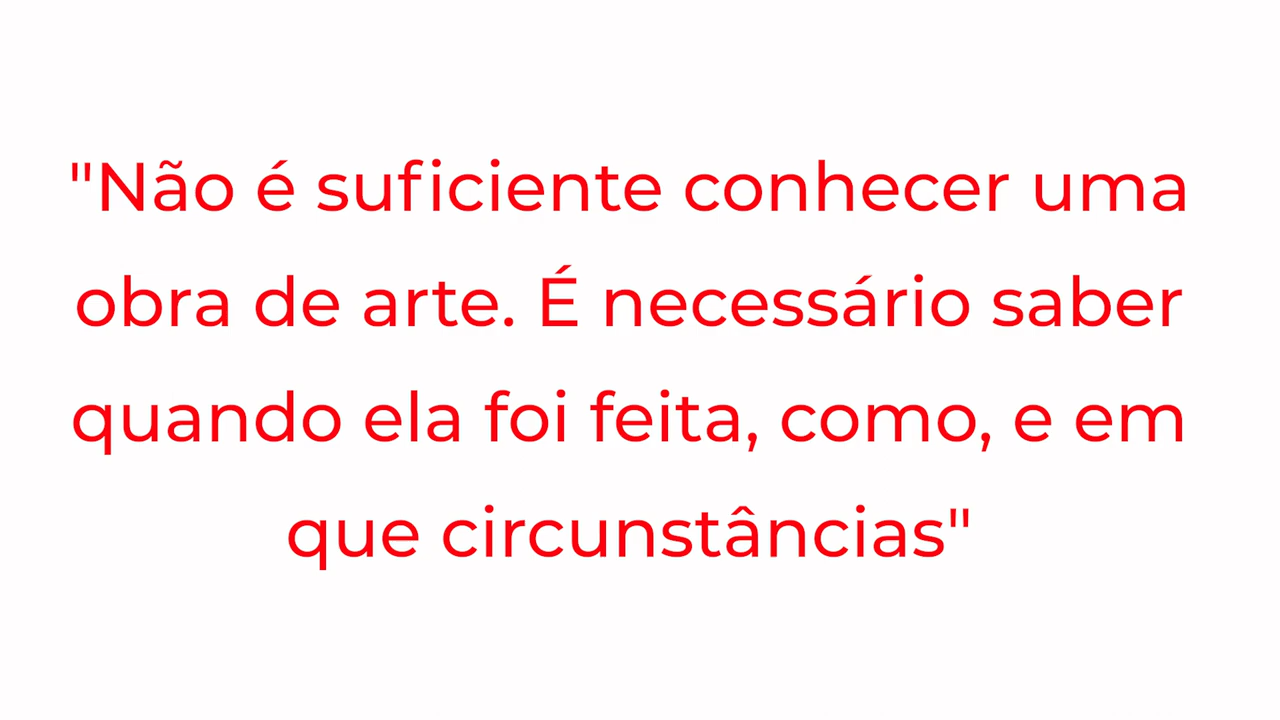 "Não é suficiente conhecer uma
obra de arte. É necessário saber
quando ela foi feita, como, e em
que circunstâncias"